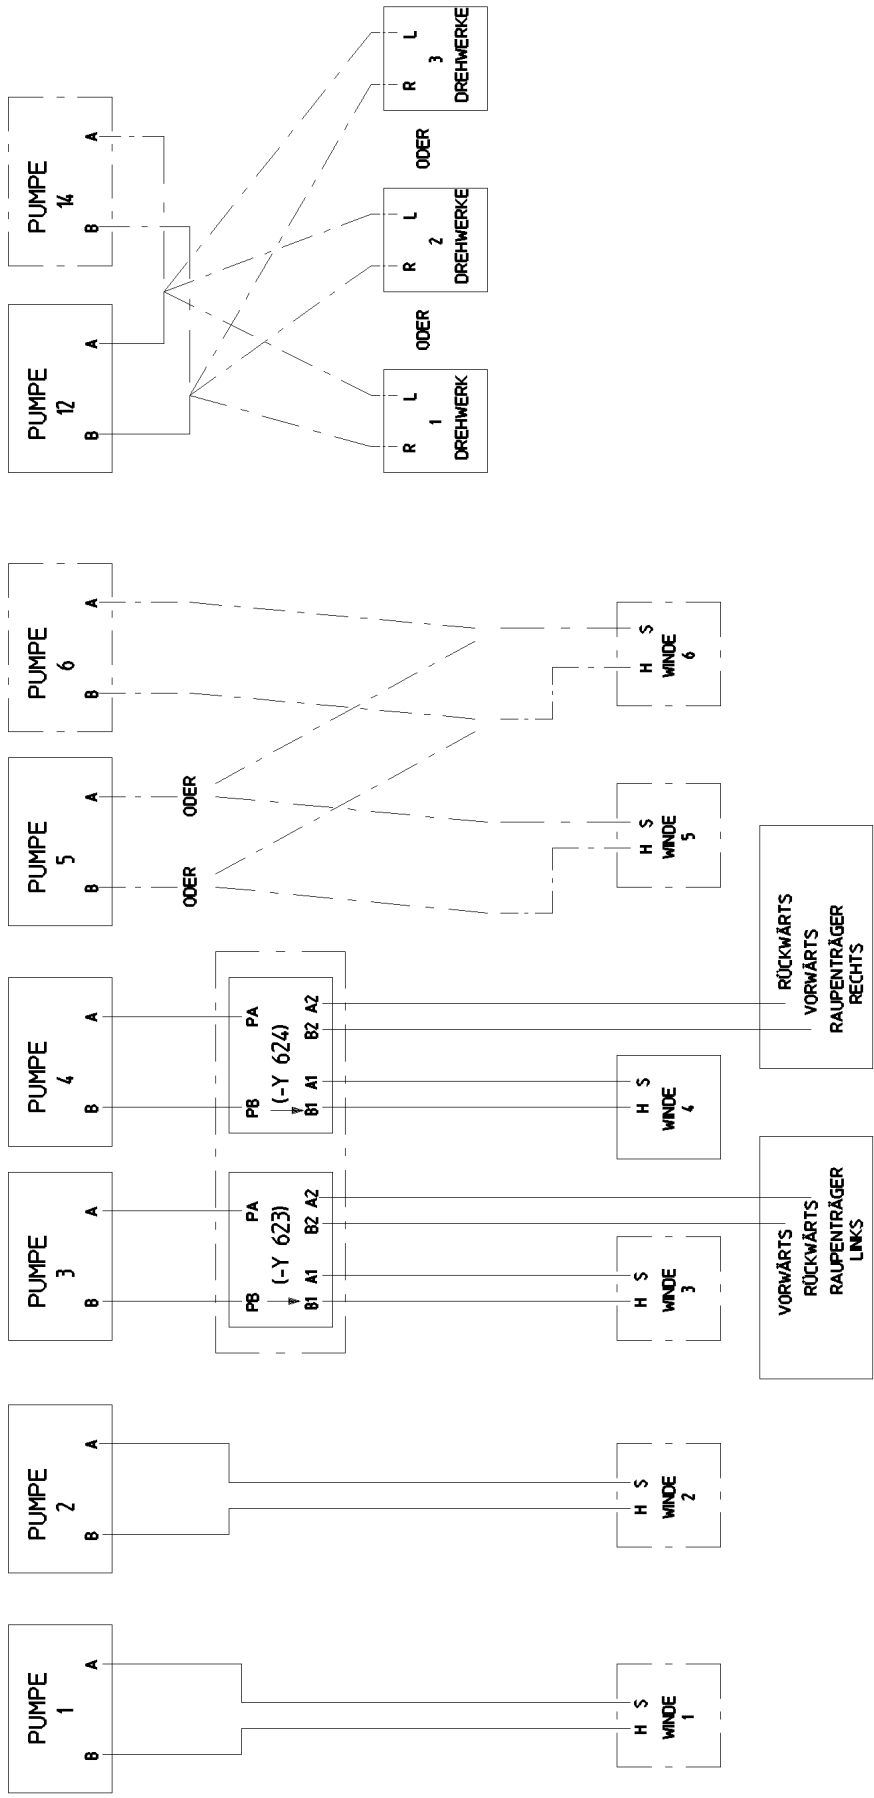 PUMPE
1
B
A
PUMPE
2
B
A
PUMPE
3
B
A
PUMPE
4
B
A
PUMPE
5
B
A
PUMPE
6
B
A
PUMPE
12
B
A
PUMPE
14
B
A
ODER
ODER
PB
PA
(-Y 623)
B1 A1
B2 A2
PB
PA
(-Y 624)
B1 A1
B2 A2
R
L
1
DREHWERK
ODER
R
L
2
DREHWERKE
ODER
R
L
3
DREHWERKE
H S
WINDE
1
H S
WINDE
2
H S
WINDE
3
H S
WINDE
4
H S
WINDE
5
H S
WINDE
6
VORWÄRTS
RÜCKWÄRTS
RAUPENTRÄGER
LINKS
RÜCKWÄRTS
VORWÄRTS
RAUPENTRÄGER
RECHTS